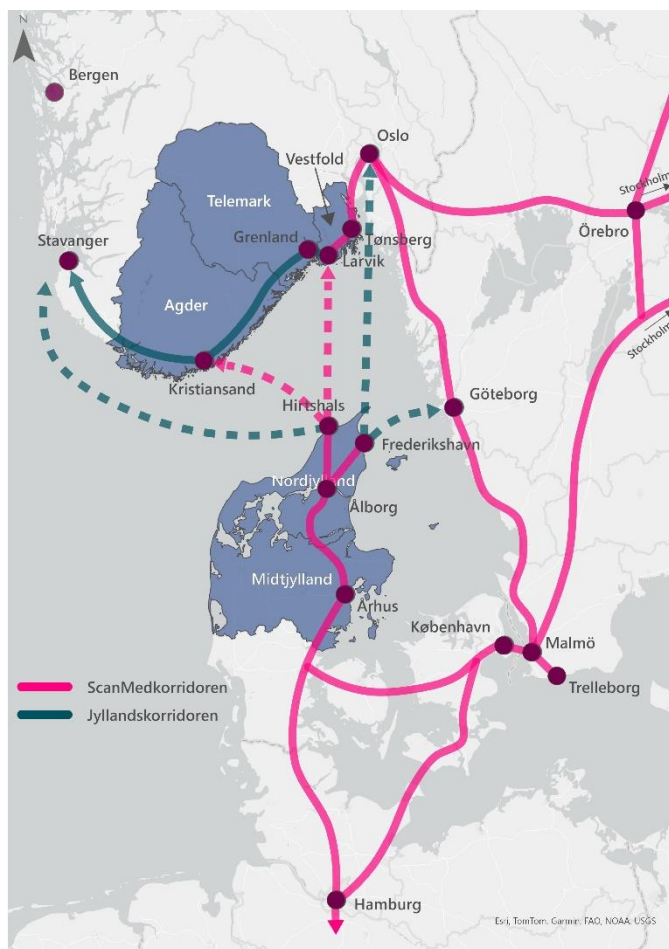 N
Bergen
Oslo
Vestfold
Telemark
Stockholm
Örebro
Grenland
Tønsberg
Stavanger
Larvik
Agder
Stockholm
Kristiansand
Göteborg
Hirtshals
Frederikshavn
Nordjylland
Ålborg
Midtjylland
Århus
København
Malmö
ScanMedkorridoren
Trelleborg
Jyllandskorridoren
Hamburg
Esri, TomTom, Garmin, FAO, NOAA, USGS